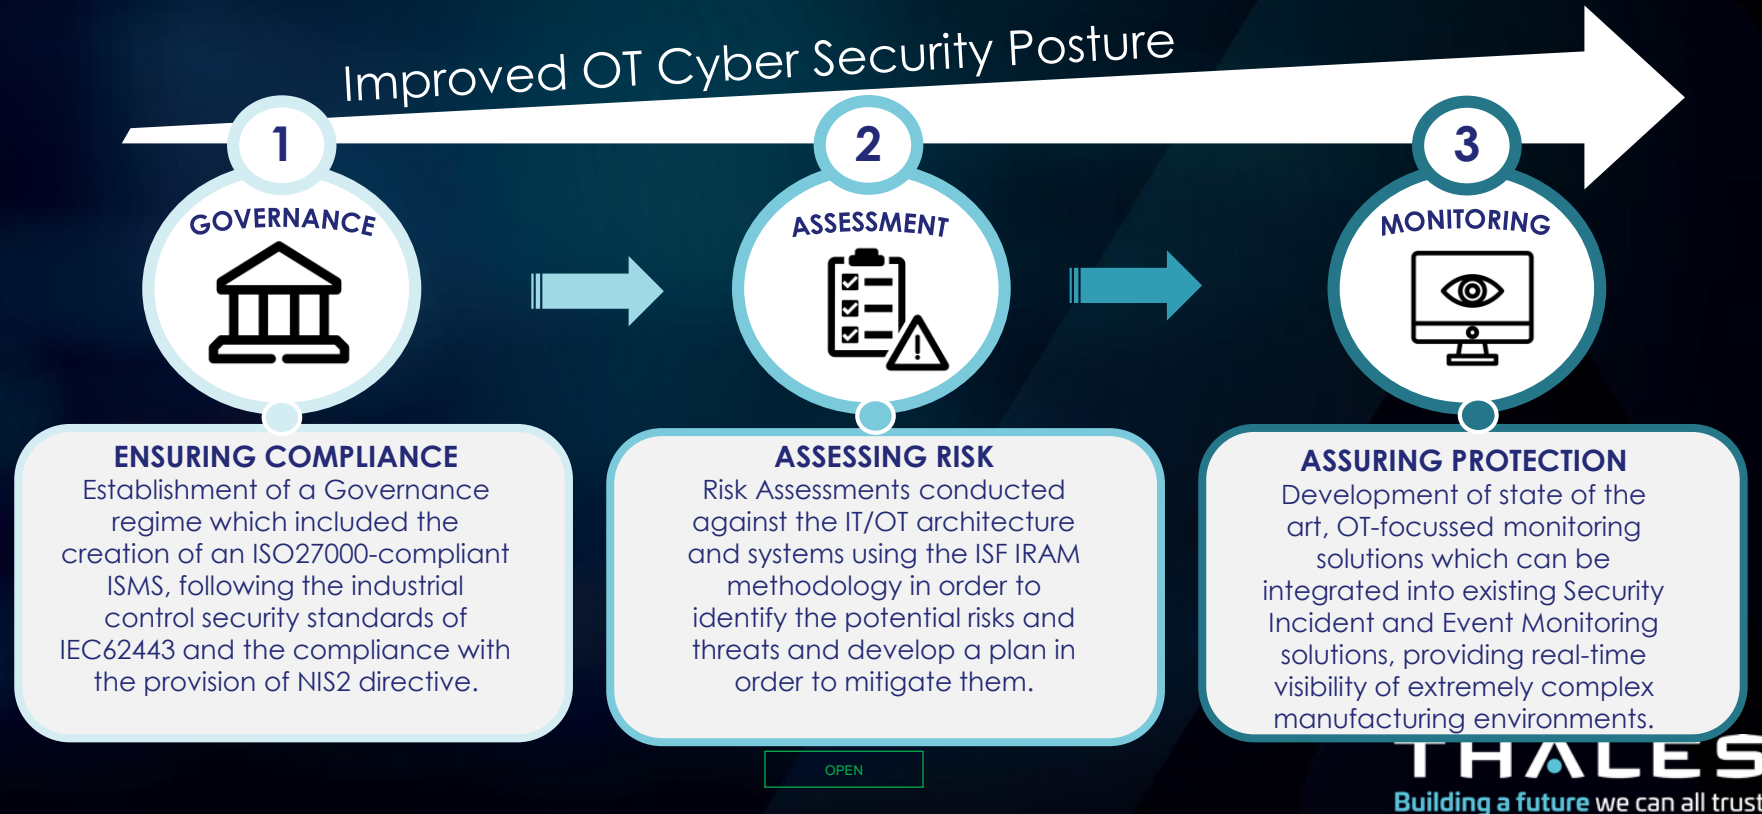 Improved OT Cyber Security Posture
1
GOVERNANCE
ENSURING COMPLIANCE
Establishment of a Governance
regime which included the
creation of an ISO27000-compliant
ISMS, following the industrial
control security standards of
IEC62443 and the compliance with
the provision of NIS2 directive.
2
ASSESSMENT
ASSESSING RISK
Risk Assessments conducted
against the IT/OT architecture
and systems using the ISF IRAM
methodology in order to
identify the potential risks and
threats and develop a plan in
order to mitigate them.
3
MONITORING
ASSURING PROTECTION
Development of state of the
art, OT-focussed monitoring
solutions which can be
integrated into existing Security
Incident and Event Monitoring
solutions, providing real-time
visibility of extremely complex
manufacturing environments.
OPEN
THALES
Building a future we can all trust